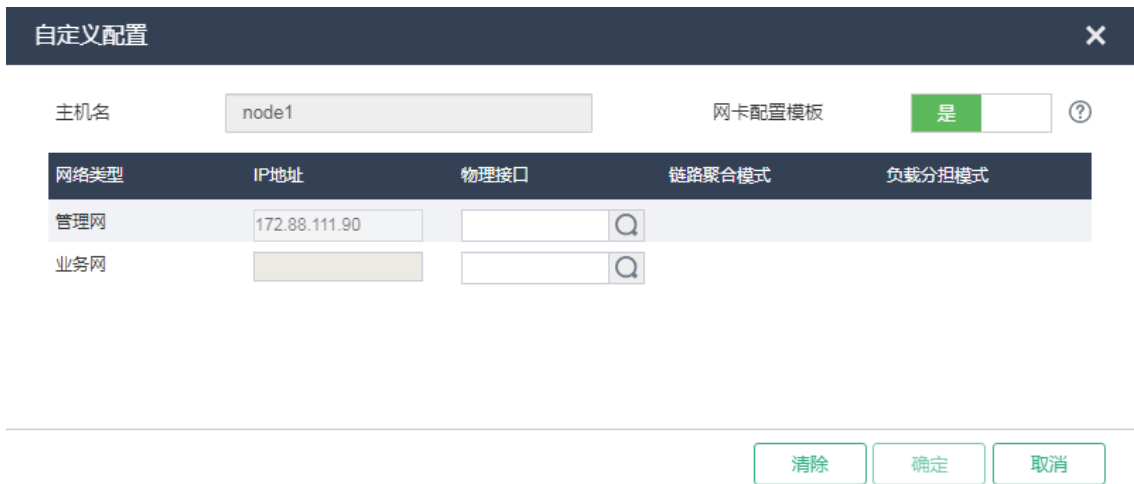 自定义配置
主机名 node1 网卡配置模板 是
网络类型 IP地址 物理接口 链路聚合模式 负载分担模式
管理网 172.88.111.90
业务网
清除 确定 取消